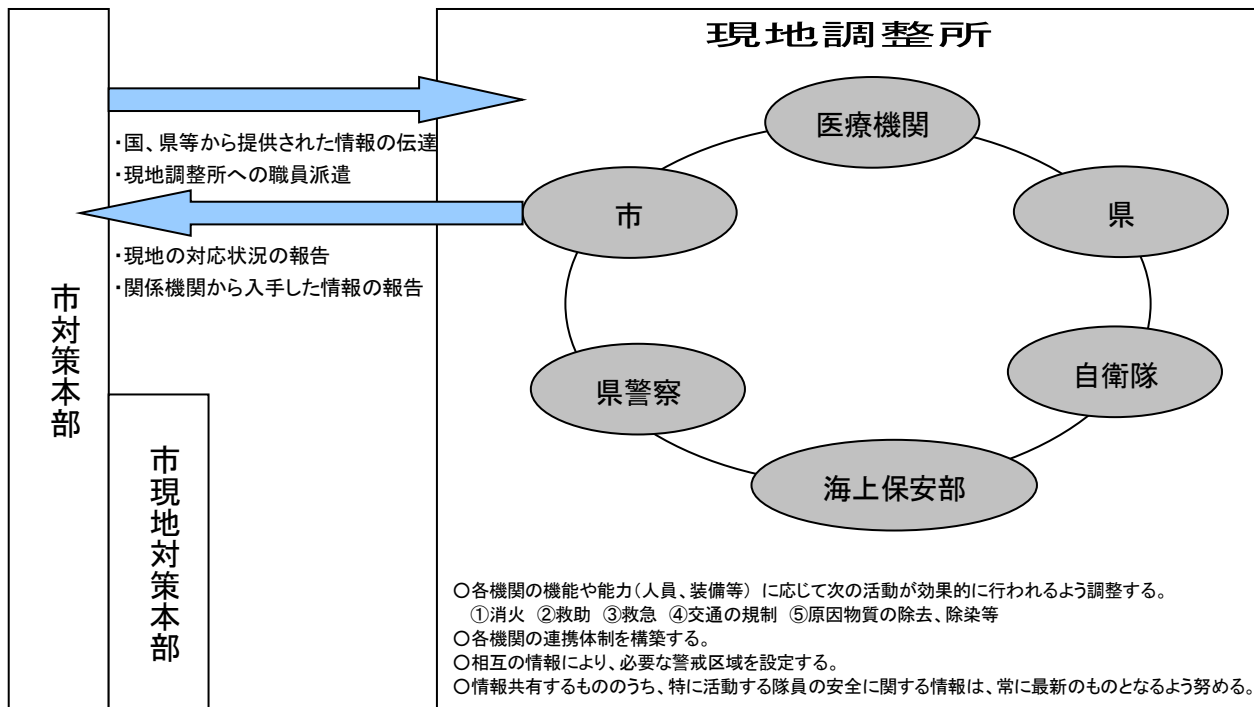 現地調整所
医療機関
市
県
県警察
自衛隊
海上保安部
・国、県等から提供された情報の伝達
・現地調整所への職員派遣
・現地の対応状況の報告
・関係機関から入手した情報の報告
市対策本部
市現地対策本部
○各機関の機能や能力（人員、装備等）に応じて次の活動が効果的に行われるよう調整する。
①消火 ②救助 ③救急 ④交通の規制 ⑤原因物質の除去、除染等
○各機関の連携体制を構築する。
○相互の情報により、必要な警戒区域を設定する。
○情報共有するもののうち、特に活動する隊員の安全に関する情報は、常に最新のものとなるよう努める。